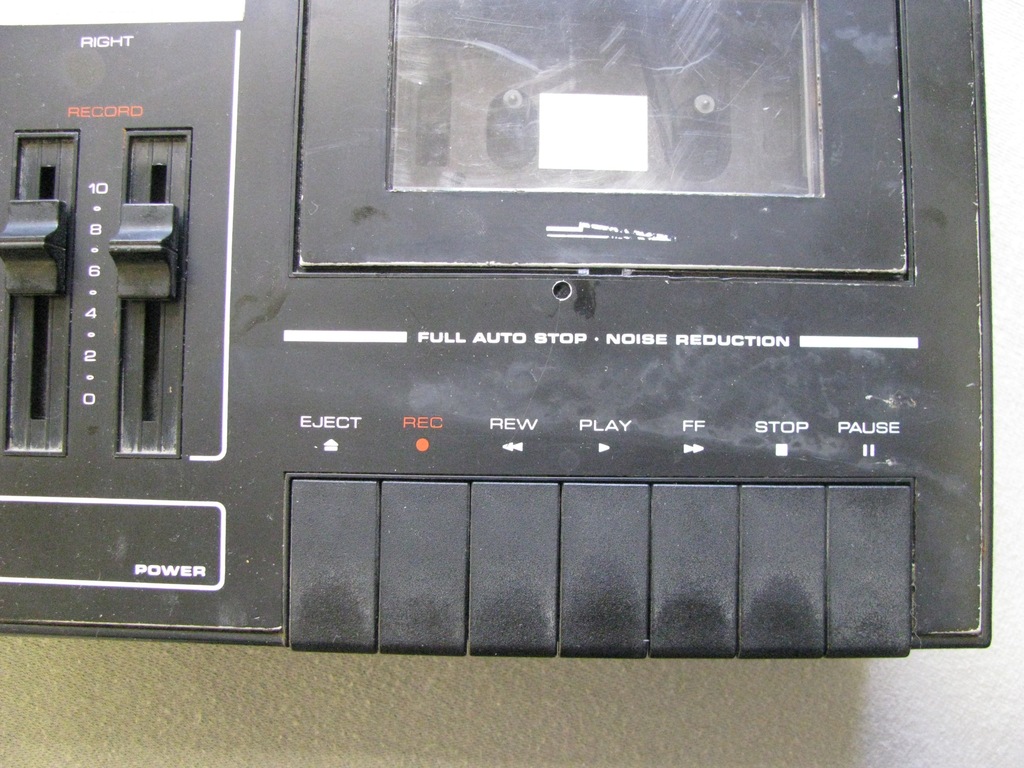 RIGHT
RECORD
10
8
6
4
2
0
FULL AUTO STOP · NOISE REDUCTION
EJECT REC REW PLAY FF STOP PAUSE
POWER